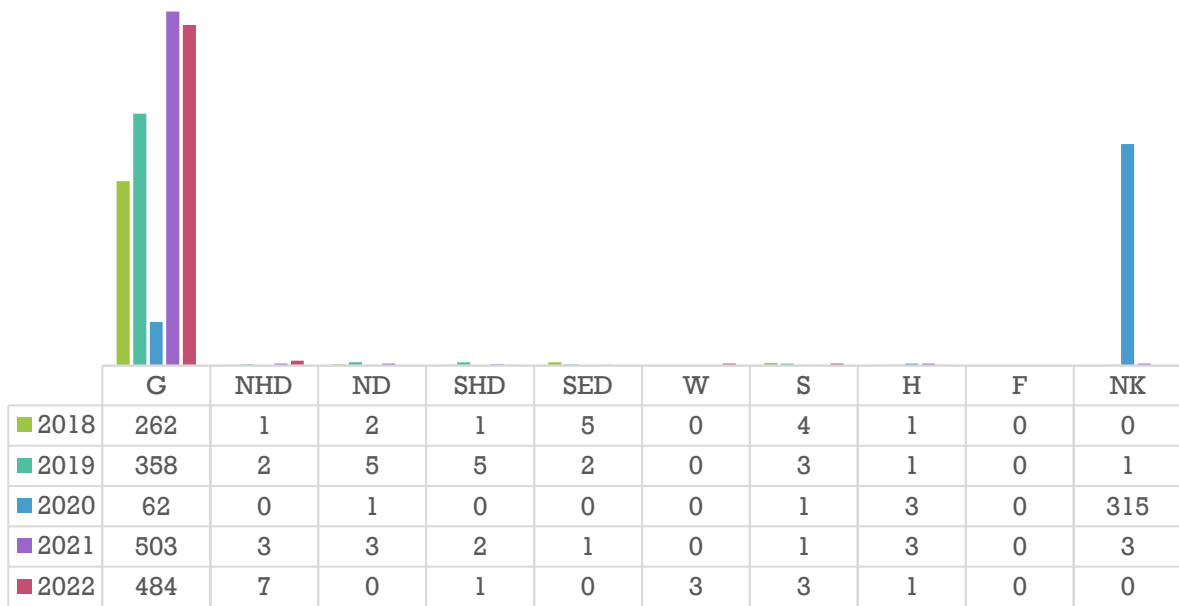 G NHD ND SHD SED W S H F NK
2018 262 1 2 1 5 0 4 1 0 0
2019 358 2 5 5 2 0 3 1 0 1
2020 62 0 1 0 0 0 1 3 0 315
2021 503 3 3 2 1 0 1 3 0 3
2022 484 7 0 1 0 3 3 1 0 0